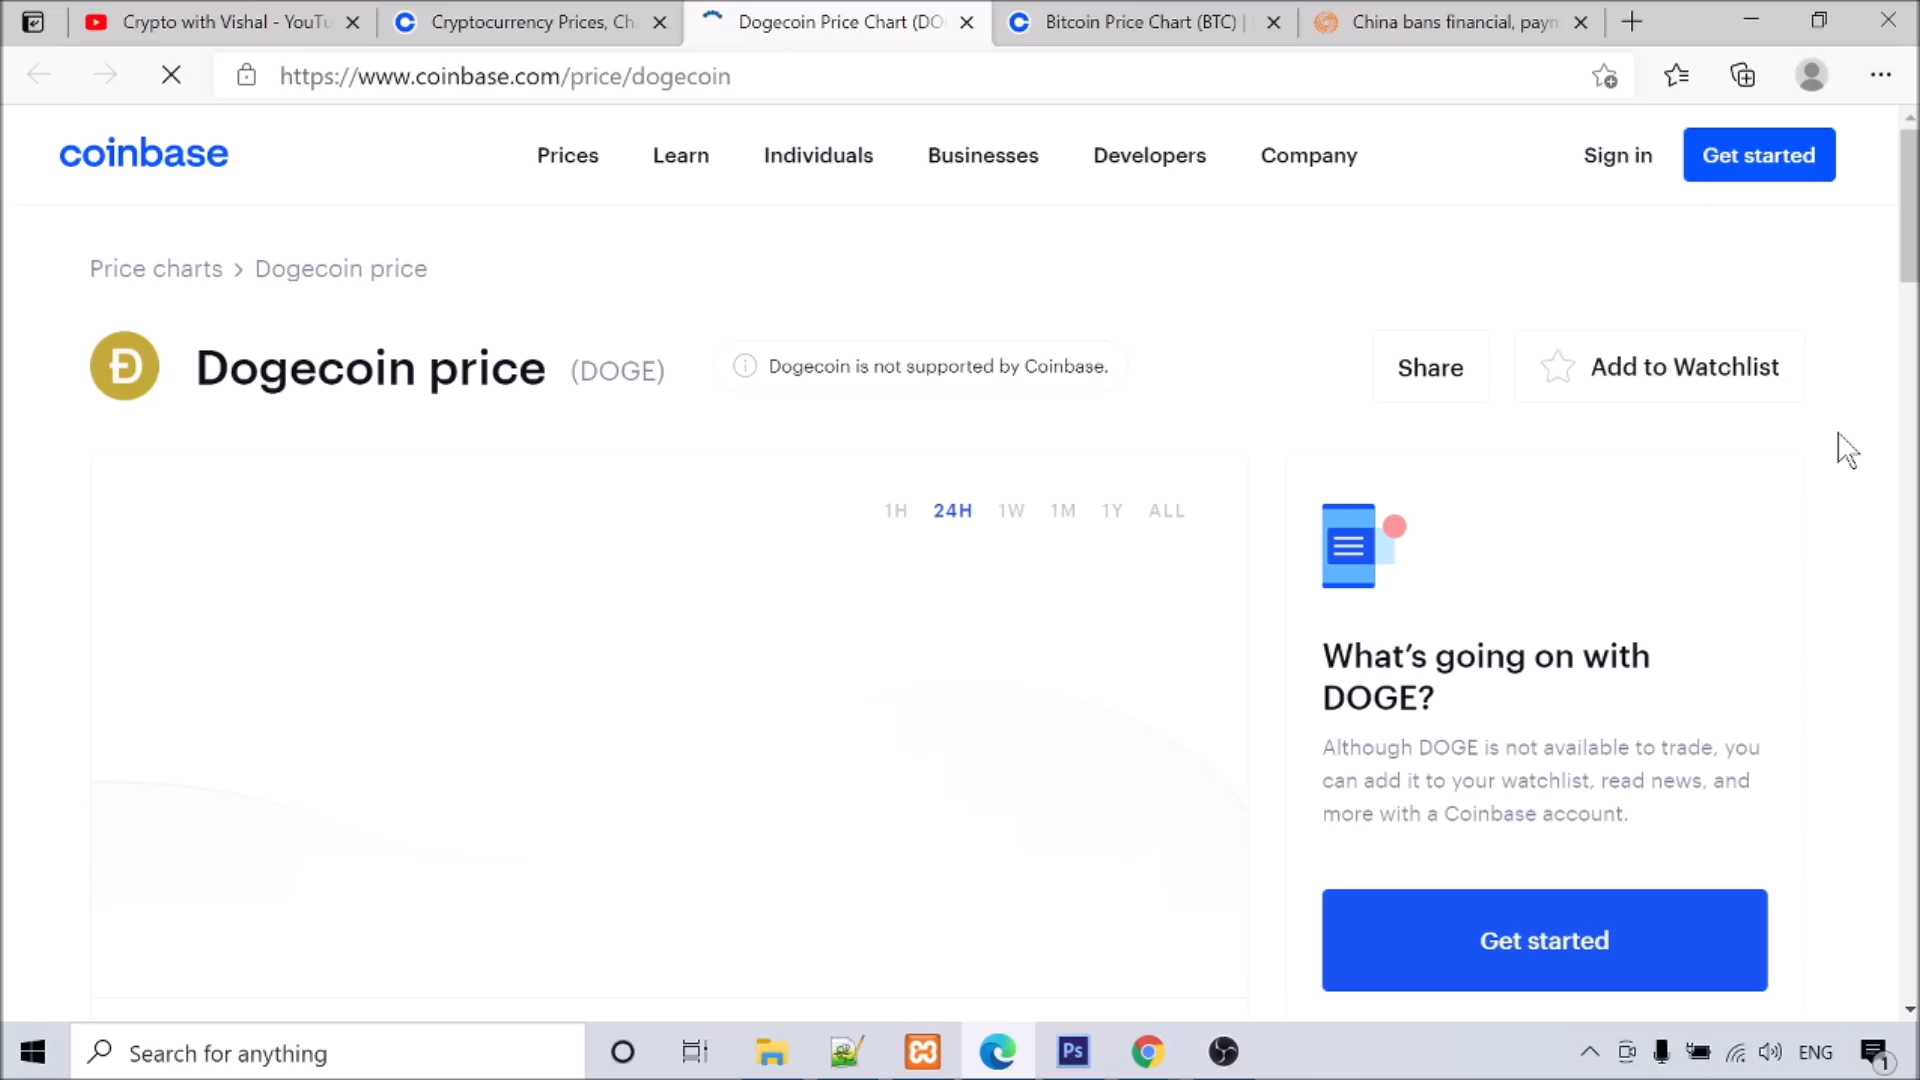 Crypto with Vishal - YouTu
Cryptocurrency Prices, Ch
Dogecoin Price Chart (DO
Bitcoin Price Chart (BTC) |
China bans financial, paym
https://www.coinbase.com/price/dogecoin
coinbase
Prices
Learn
Individuals
Businesses
Developers
Company
Sign in
Get started
Price charts > Dogecoin price
Dogecoin price (DOGE)
Dogecoin is not supported by Coinbase.
Share
Add to Watchlist
1H 24H 1W 1M 1Y ALL
What's going on with
DOGE?
Although DOGE is not available to trade, you
can add it to your watchlist, read news, and
more with a Coinbase account.
Get started
Search for anything
Ps
ENG
1